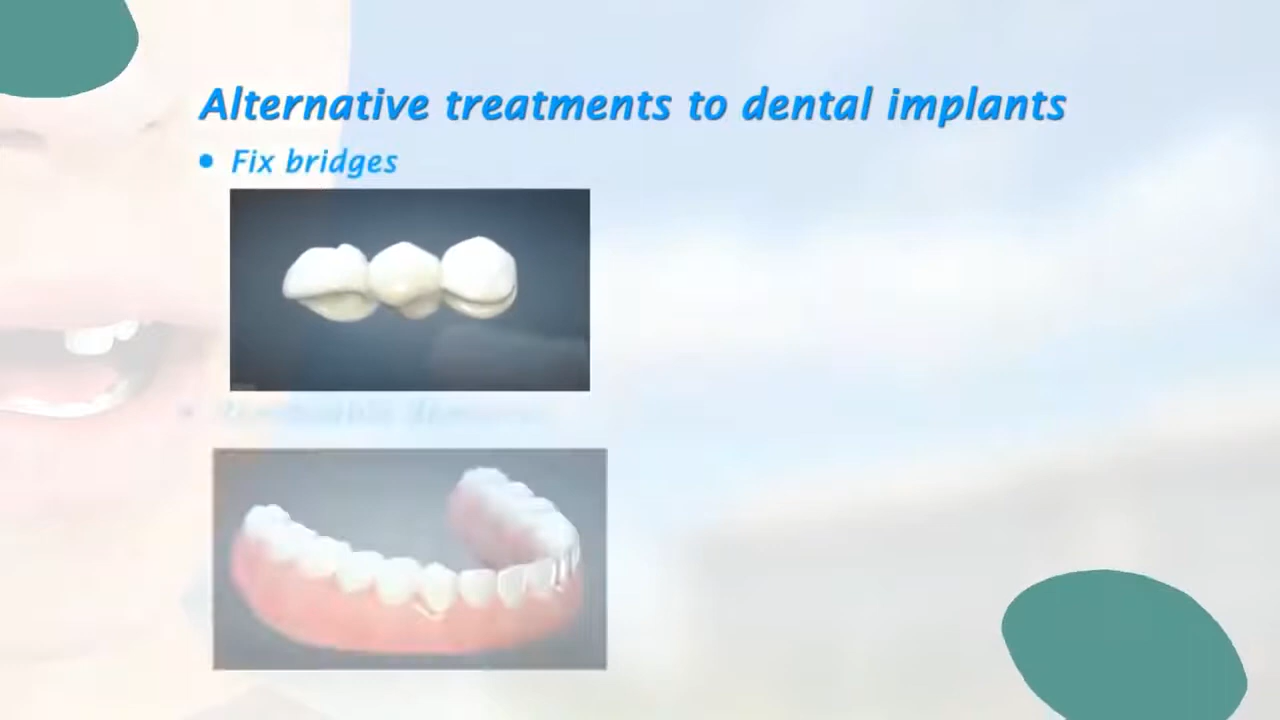 Alternative treatments to dental implants
• Fix bridges